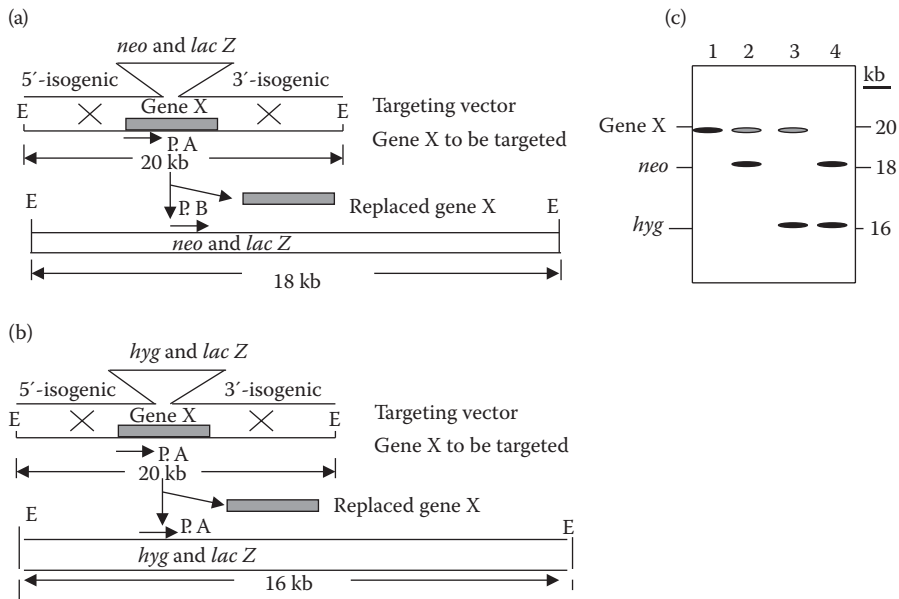 (a)
neo and lac Z
5′-isogenic 3′-isogenic
E Gene X E
Targeting vector
Gene X to be targeted
P. A
20 kb
E P. B E
Replaced gene X
neo and lac Z
18 kb
(b)
hyg and lac Z
5′-isogenic 3′-isogenic
E Gene X E
Targeting vector
Gene X to be targeted
P. A
20 kb
Replaced gene X
E P. A E
hyg and lac Z
16 kb
(c)
1 2 3 4
kb
Gene X 20
neo 18
hyg 16